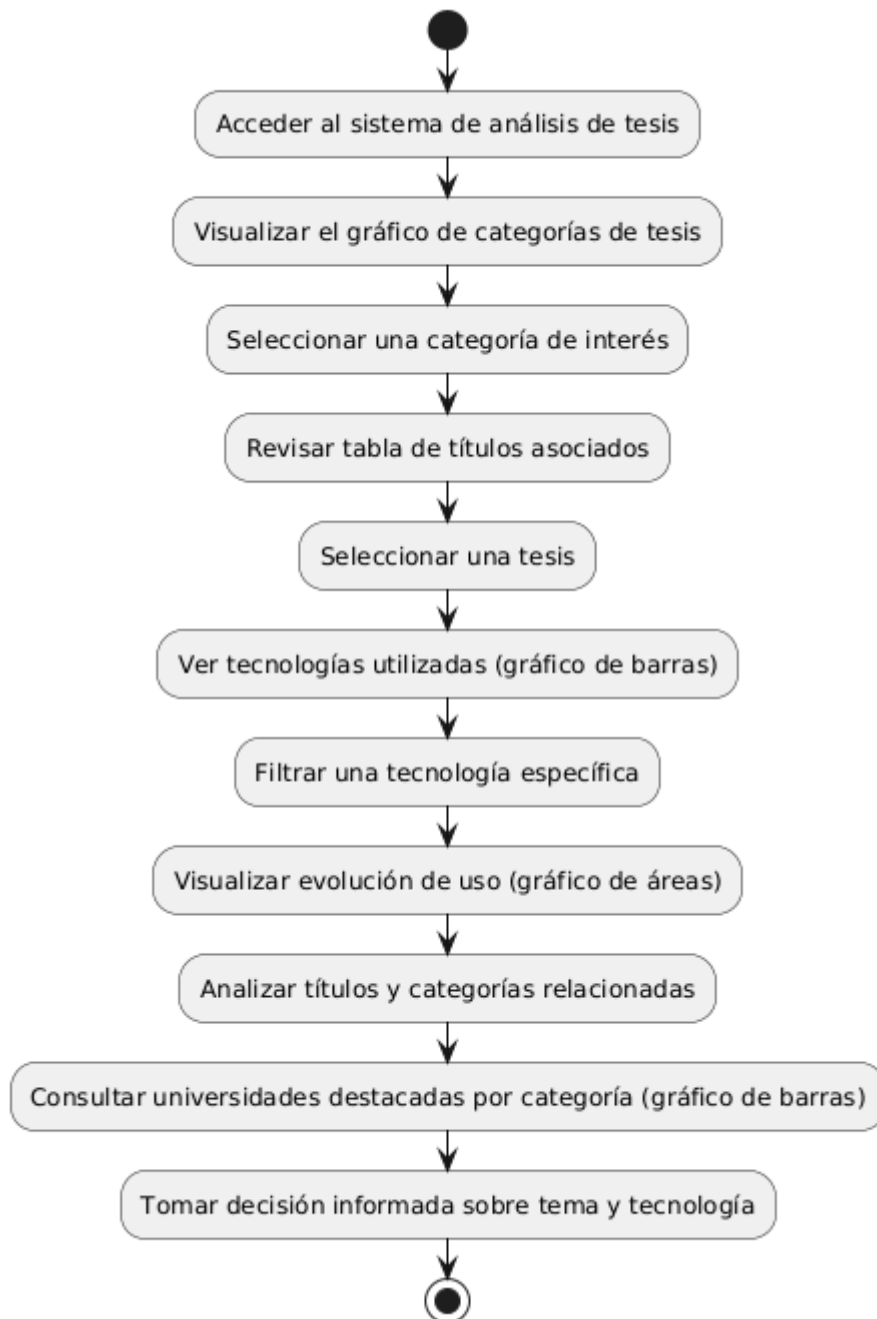 Acceder al sistema de análisis de tesis
Visualizar el gráfico de categorías de tesis
Seleccionar una categoría de interés
Revisar tabla de títulos asociados
Seleccionar una tesis
Ver tecnologías utilizadas (gráfico de barras)
Filtrar una tecnología específica
Visualizar evolución de uso (gráfico de áreas)
Analizar títulos y categorías relacionadas
Consultar universidades destacadas por categoría (gráfico de barras)
Tomar decisión informada sobre tema y tecnología